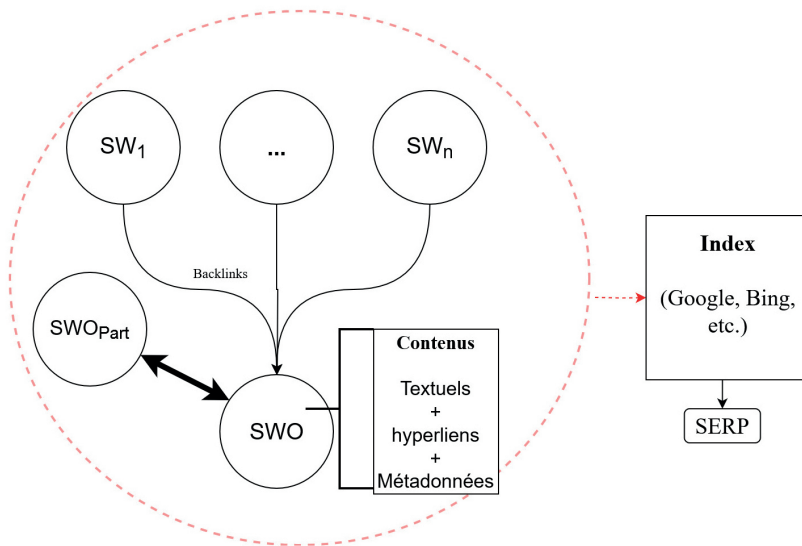 SW1
...
SWn
Backlinks
SWOPart
SWO
Contenus
Textuels
+
hyperliens
+
Métadonnées
Index
(Google, Bing,
etc.)
SERP